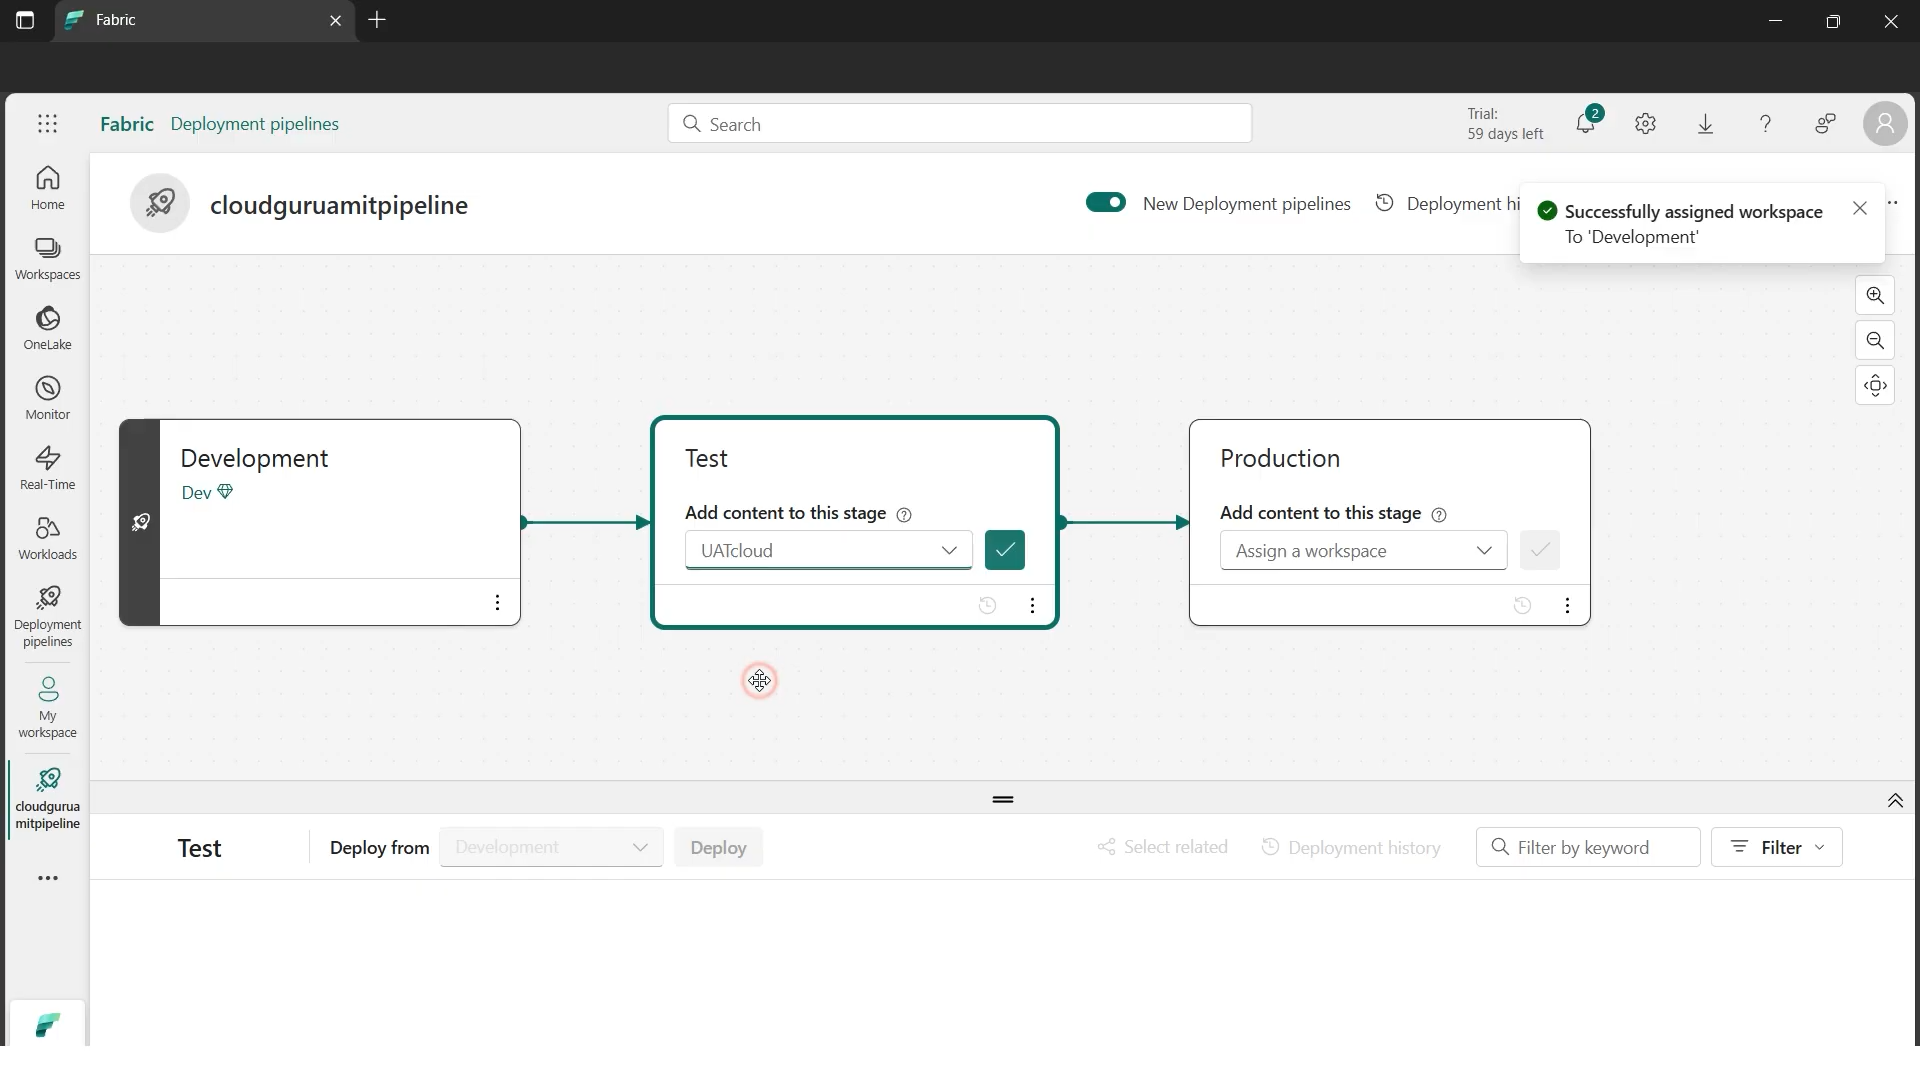 Fabric
Fabric Deployment pipelines
Search
Trial:
59 days left
2
Home
Workspaces
OneLake
Monitor
Real-Time
Workloads
Deployment
pipelines
My
workspace
cloudgurua
mitpipeline
cloudguruamitpipeline
New Deployment pipelines
Deployment hi
Successfully assigned workspace
To 'Development'
Development
Dev
Test
Add content to this stage
UATcloud
Production
Add content to this stage
Assign a workspace
Test
Deploy from
Development
Deploy
Select related
Deployment history
Filter by keyword
Filter